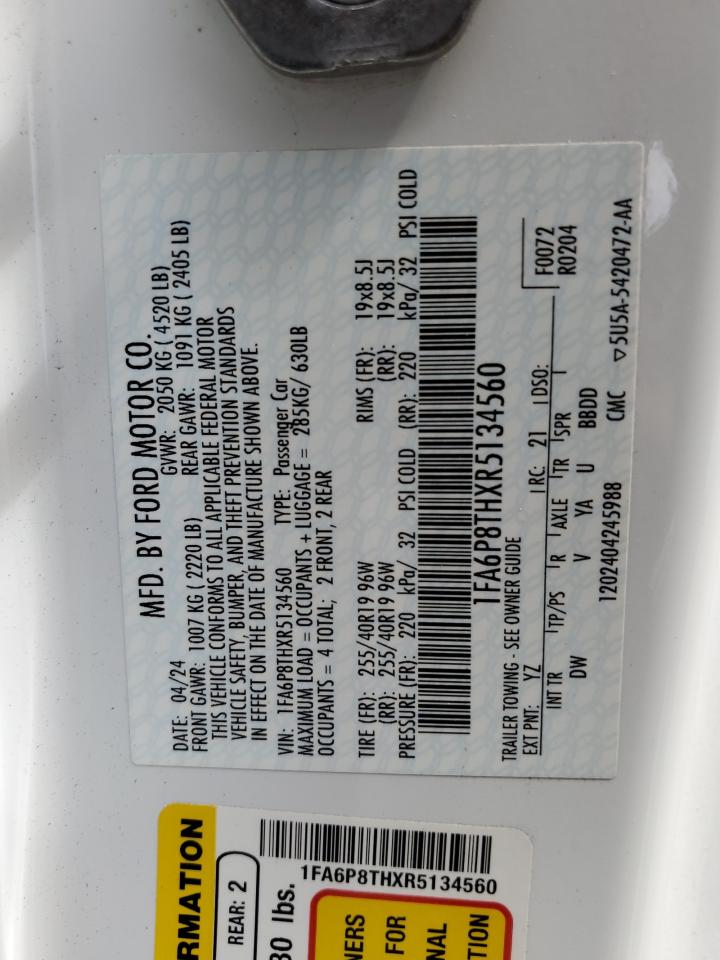 MFD. BY FORD MOTOR CO.
DATE: 04/24 GVWR: 2050 KG ( 4520 LB)
FRONT GAWR: 1007 KG ( 2220 LB) REAR GAWR: 1091 KG ( 2405 LB)
THIS VEHICLE CONFORMS TO ALL APPLICABLE FEDERAL MOTOR
VEHICLE SAFETY, BUMPER, AND THEFT PREVENTION STANDARDS
IN EFFECT ON THE DATE OF MANUFACTURE SHOWN ABOVE.
VIN: 1FA6P8THXR5134560 TYPE: Passenger Car
MAXIMUM LOAD = OCCUPANTS + LUGGAGE = 285KG/ 630LB
OCCUPANTS = 4 TOTAL; 2 FRONT, 2 REAR
TIRE (FR): 255/40R19 96W RIMS (FR): 19x8.5J
(RR): 255/40R19 96W (RR): 19x8.5J
PRESSURE (FR): 220 kPa/ 32 PSI COLD (RR): 220 kPa/ 32 PSI COLD
1FA6P8THXR5134560
TRAILER TOWING - SEE OWNER GUIDE
F0072
EXT PNT: YZ RC: 21 DSO: R0204
INT TR TP/PS R AXLE TR SPR
DW V YA U BBDD
1202404245988 CMC ▽5U5A-5420472-AA
RMATION
REAR: 2
30 lbs.
1FA6P8THXR5134560
NERS
FOR
NAL
TION